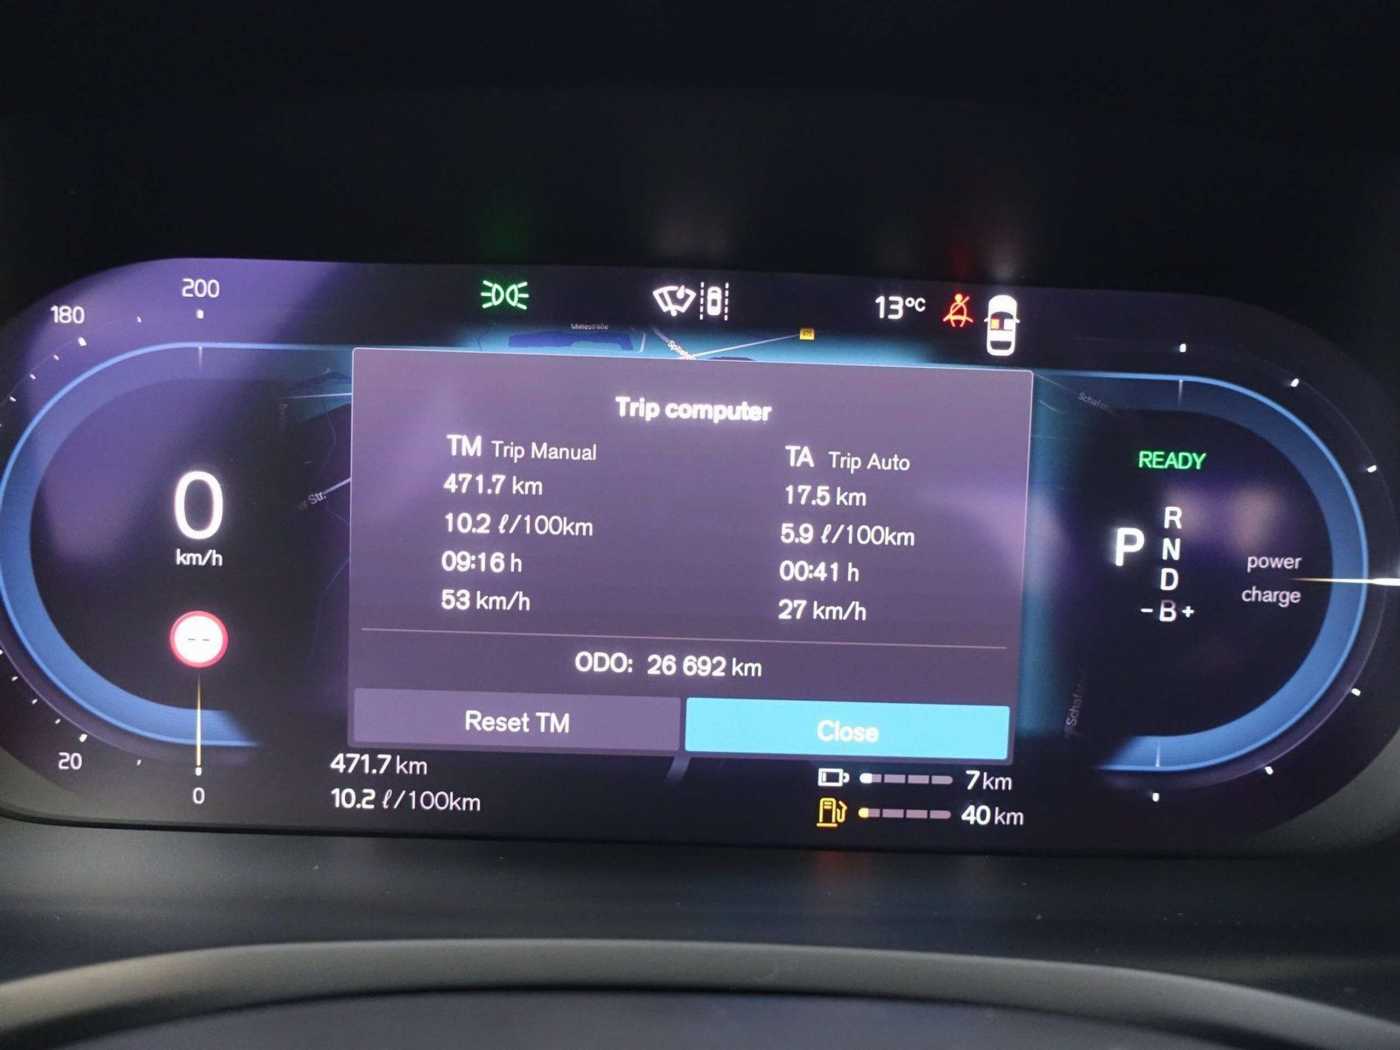 200
180
13°C
Trip computer
TM Trip Manual
471.7 km
10.2 ℓ/100km
09:16 h
53 km/h
TA Trip Auto
17.5 km
5.9 ℓ/100km
00:41 h
27 km/h
ODO: 26 692 km
Reset TM
Close
0
km/h
--
20
0
READY
P
R
N
D
-B+
power
charge
471.7 km
10.2 ℓ/100km
7 km
40 km
Str.